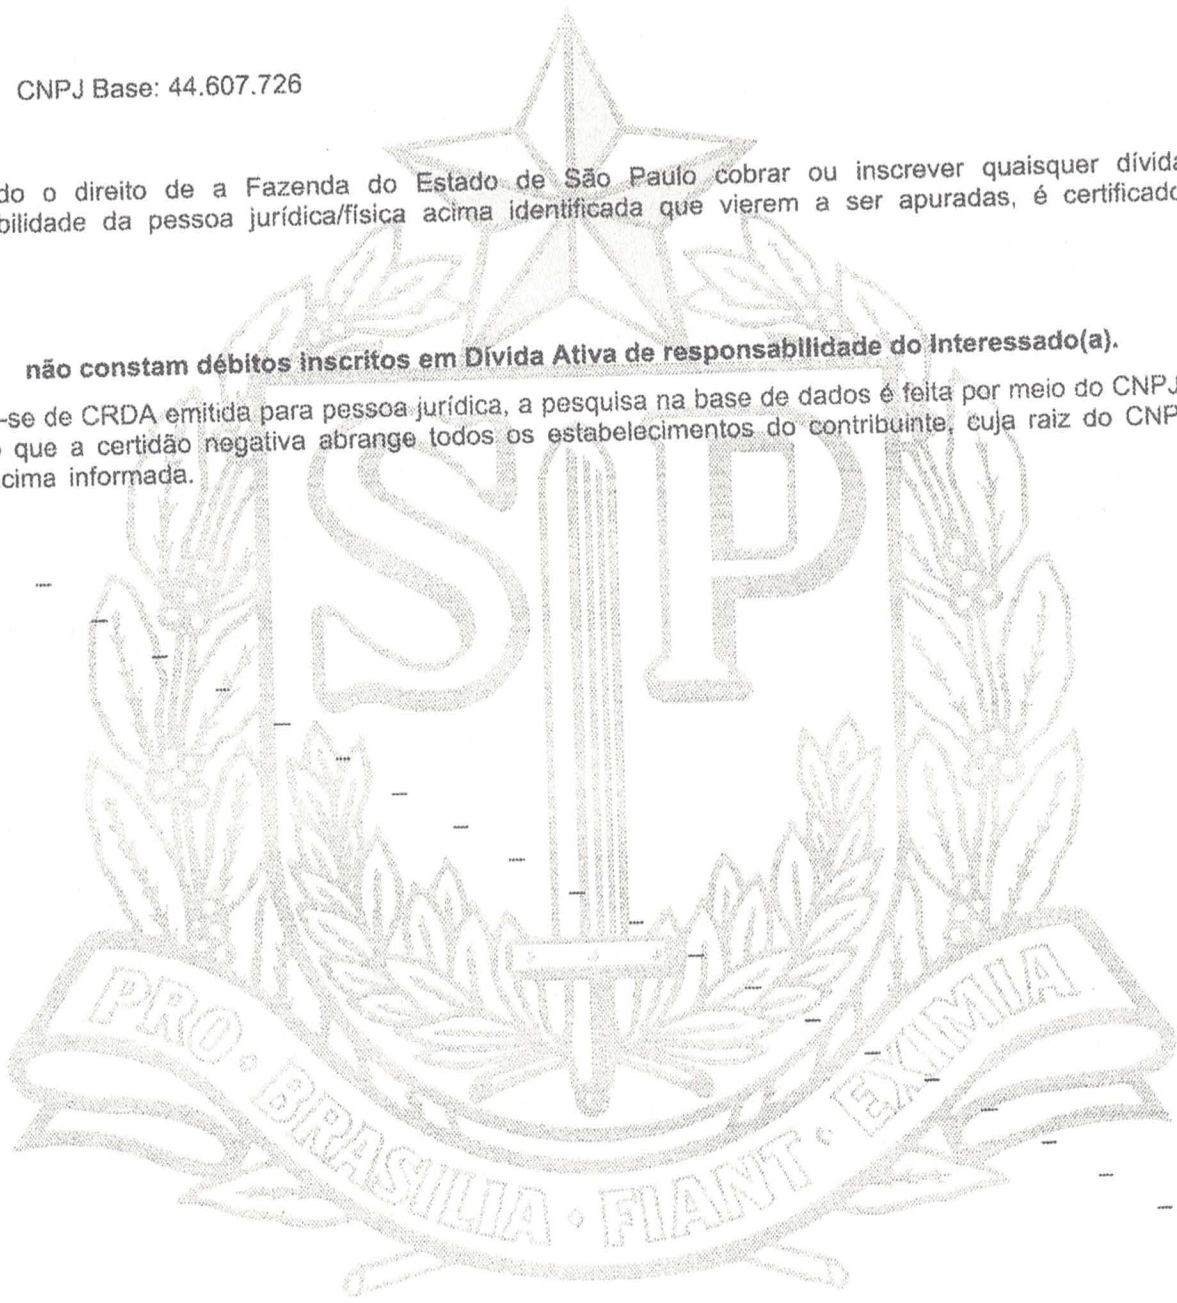 CNPJ Base: 44.607.726
do o direito de a Fazenda do Estado de São Paulo cobrar ou inscrever quaisquer dívida
bilidade da pessoa jurídica/física acima identificada que vierem a ser apuradas, é certificado
não constam débitos inscritos em Dívida Ativa de responsabilidade do Interessado(a).
-se de CRDA emitida para pessoa jurídica, a pesquisa na base de dados é feita por meio do CNPJ
que a certidão negativa abrange todos os estabelecimentos do contribuinte, cuja raiz do CNP
cima informada.
SP
PRO · BRASILIA · FIANT · EXIMIA